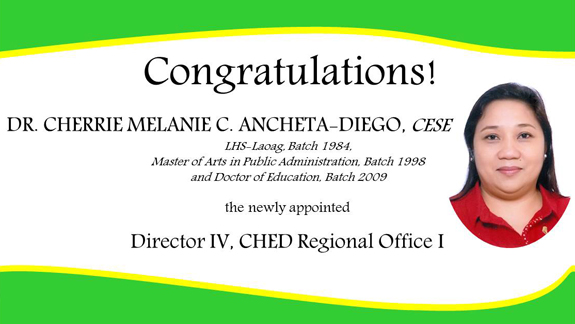 Congratulations!
DR. CHERRIE MELANIE C. ANCHETA-DIEGO, CESE
LHS-Laoag, Batch 1984,
Master of Arts in Public Administration, Batch 1998
and Doctor of Education, Batch 2009
the newly appointed
Director IV, CHED Regional Office I